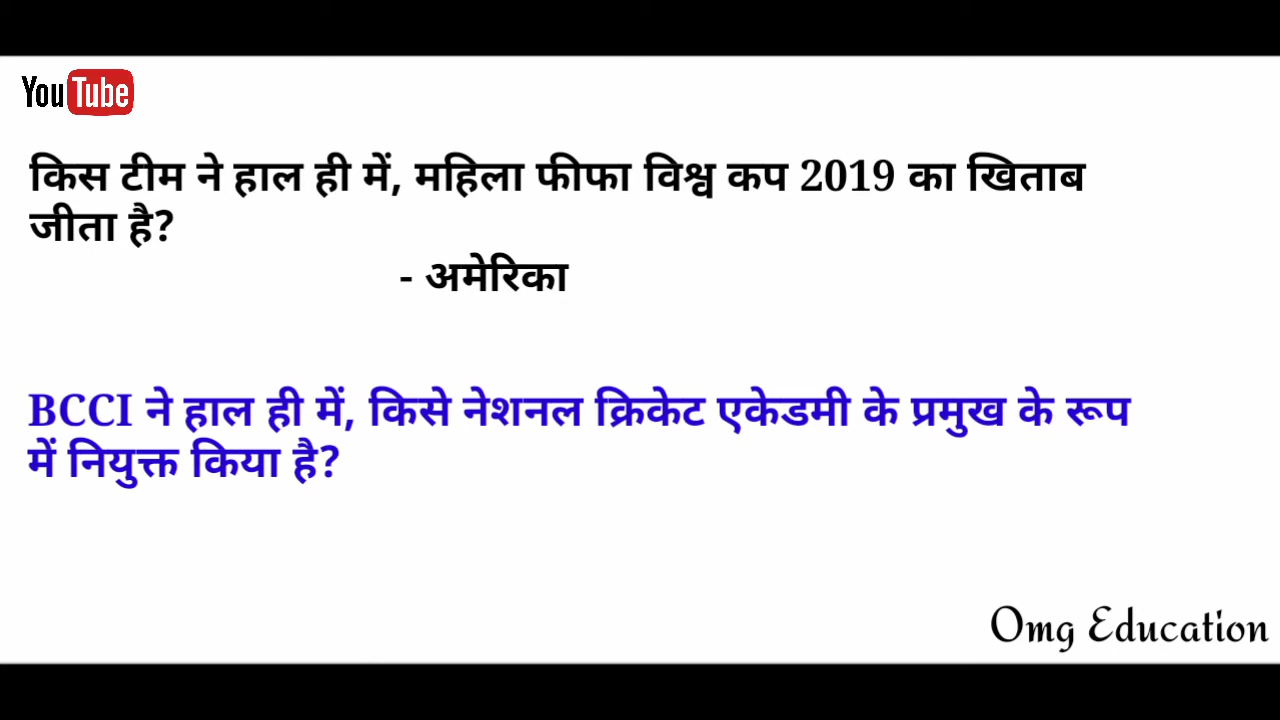 YouTube
किस टीम ने हाल ही में, महिला फीफा विश्व कप 2019 का खिताब
जीता है?
- अमेरिका
BCCI ने हाल ही में, किसे नेशनल क्रिकेट एकेडमी के प्रमुख के रूप
में नियुक्त किया है?
Omg Education